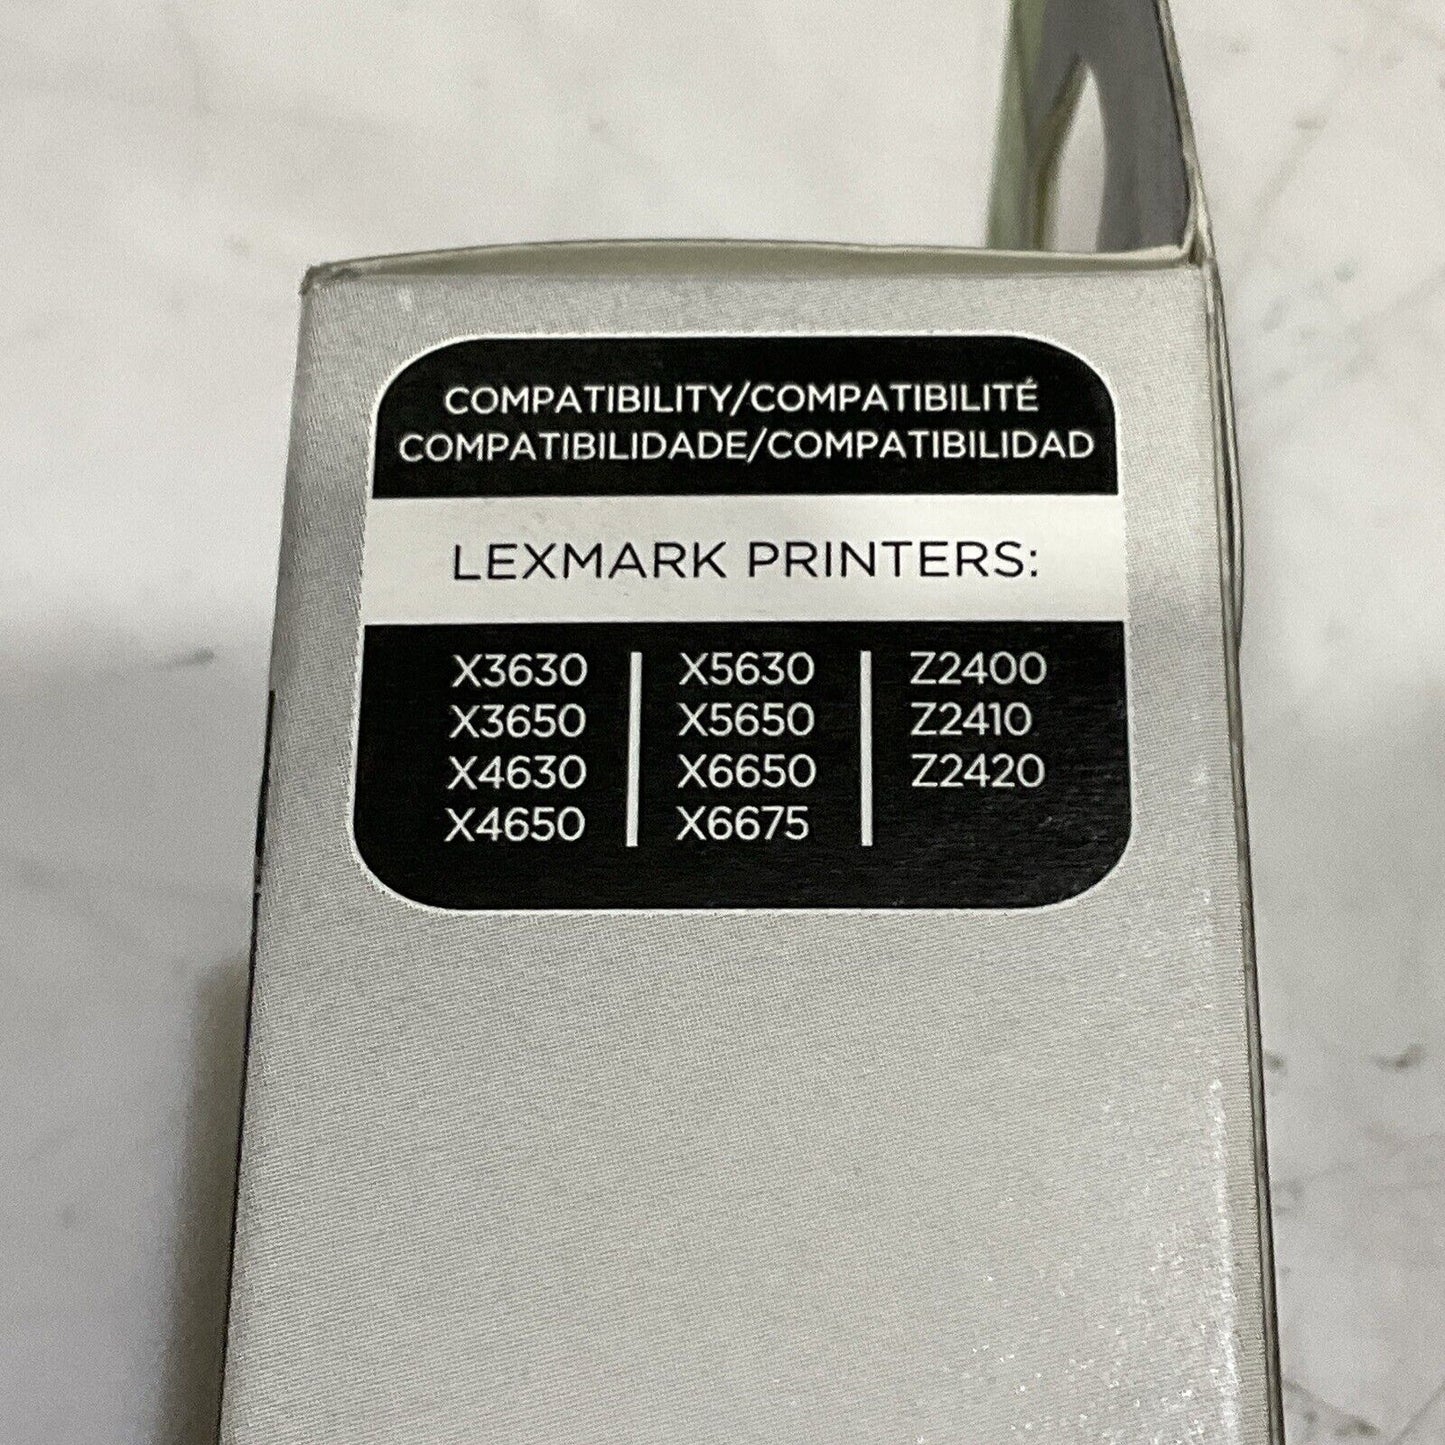 COMPATIBILITY/COMPATIBILITÉ
COMPATIBILIDADE/COMPATIBILIDAD
LEXMARK PRINTERS:
X3630
X3650
X4630
X4650
X5630
X5650
X6650
X6675
Z2400
Z2410
Z2420